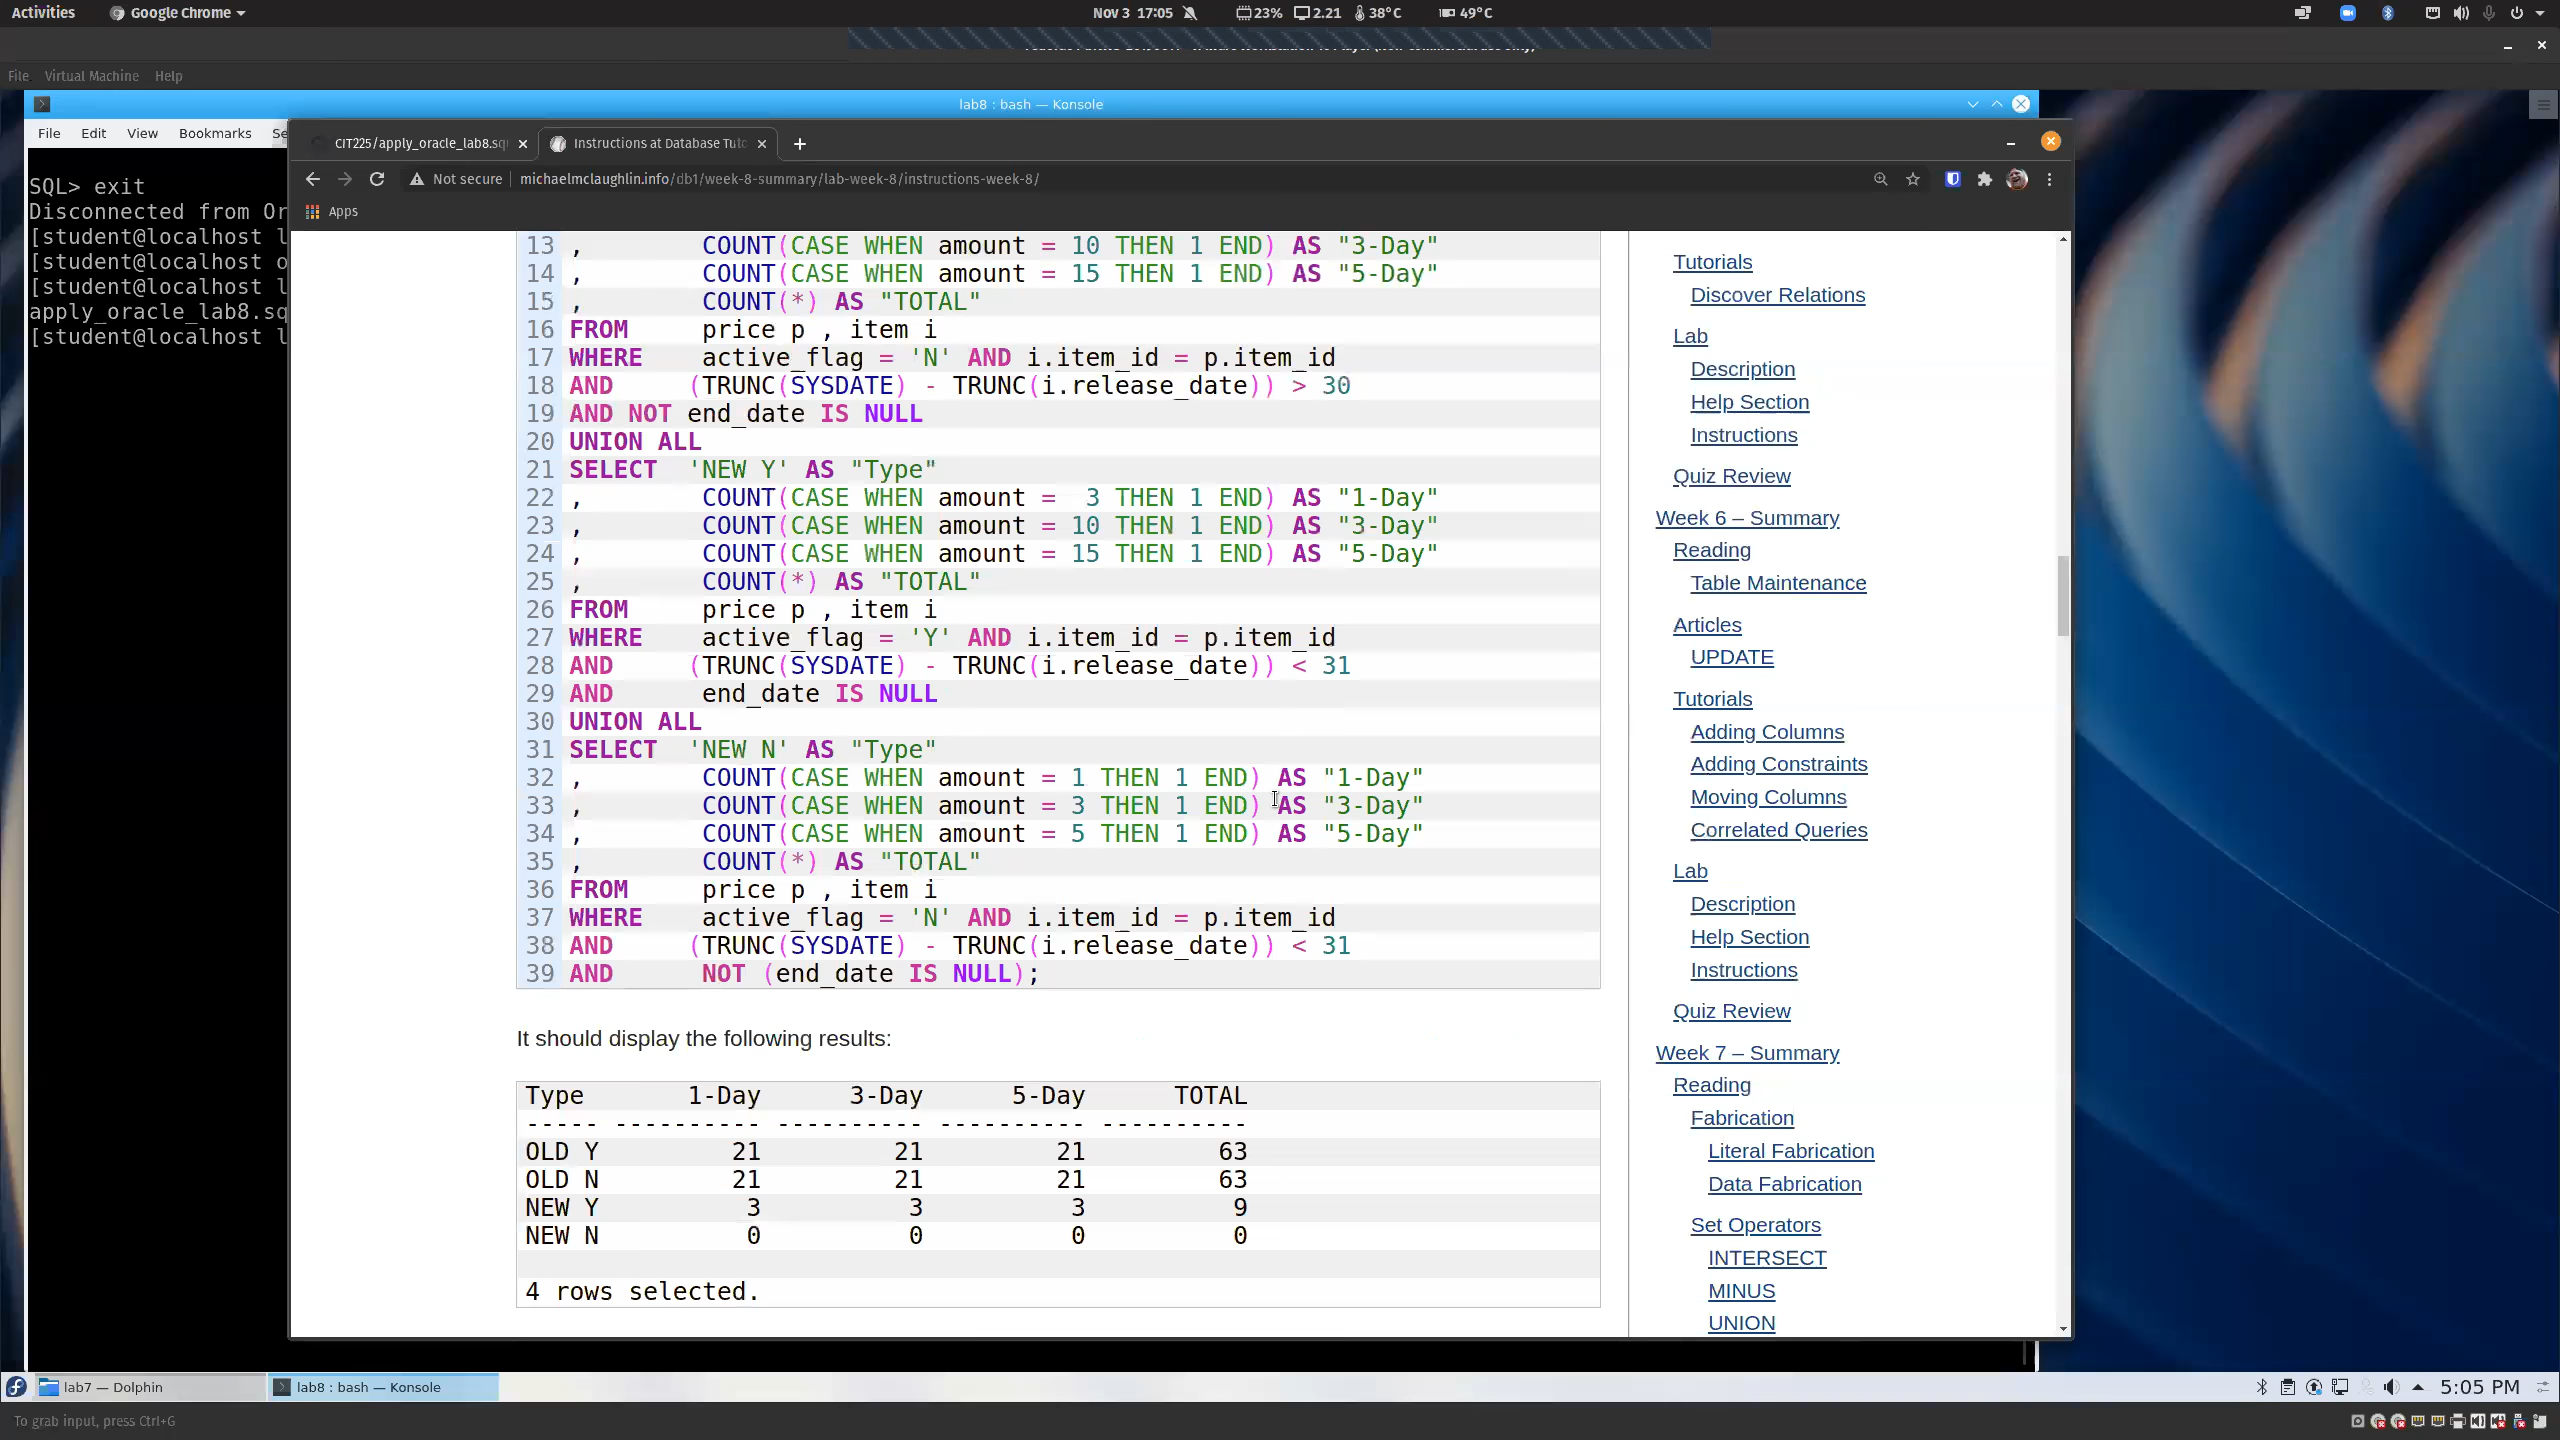 Activities Google Chrome Nov 3 17:05 23% 2.21 38°C 49°C
File Virtual Machine Help
lab8 : bash — Konsole
File Edit View Bookmarks Se
CIT225/apply_oracle_lab8.sq Instructions at Database Tuto
Not secure michaelmclaughlin.info/db1/week-8-summary/lab-week-8/instructions-week-8/
Apps
SQL> exit
Disconnected from Or
[student@localhost l
[student@localhost o
[student@localhost l
apply_oracle_lab8.sq
[student@localhost l
13 , COUNT(CASE WHEN amount = 10 THEN 1 END) AS "3-Day"
14 , COUNT(CASE WHEN amount = 15 THEN 1 END) AS "5-Day"
15 , COUNT(*) AS "TOTAL"
16 FROM price p , item i
17 WHERE active_flag = 'N' AND i.item_id = p.item_id
18 AND (TRUNC(SYSDATE) - TRUNC(i.release_date)) > 30
19 AND NOT end_date IS NULL
20 UNION ALL
21 SELECT 'NEW Y' AS "Type"
22 , COUNT(CASE WHEN amount = 3 THEN 1 END) AS "1-Day"
23 , COUNT(CASE WHEN amount = 10 THEN 1 END) AS "3-Day"
24 , COUNT(CASE WHEN amount = 15 THEN 1 END) AS "5-Day"
25 , COUNT(*) AS "TOTAL"
26 FROM price p , item i
27 WHERE active_flag = 'Y' AND i.item_id = p.item_id
28 AND (TRUNC(SYSDATE) - TRUNC(i.release_date)) < 31
29 AND end_date IS NULL
30 UNION ALL
31 SELECT 'NEW N' AS "Type"
32 , COUNT(CASE WHEN amount = 1 THEN 1 END) AS "1-Day"
33 , COUNT(CASE WHEN amount = 3 THEN 1 END) AS "3-Day"
34 , COUNT(CASE WHEN amount = 5 THEN 1 END) AS "5-Day"
35 , COUNT(*) AS "TOTAL"
36 FROM price p , item i
37 WHERE active_flag = 'N' AND i.item_id = p.item_id
38 AND (TRUNC(SYSDATE) - TRUNC(i.release_date)) < 31
39 AND NOT (end_date IS NULL);
It should display the following results:
Type 1-Day 3-Day 5-Day TOTAL
----- ---------- ---------- ---------- ----------
OLD Y 21 21 21 63
OLD N 21 21 21 63
NEW Y 3 3 3 9
NEW N 0 0 0 0
4 rows selected.
Tutorials
Discover Relations
Lab
Description
Help Section
Instructions
Quiz Review
Week 6 – Summary
Reading
Table Maintenance
Articles
UPDATE
Tutorials
Adding Columns
Adding Constraints
Moving Columns
Correlated Queries
Lab
Description
Help Section
Instructions
Quiz Review
Week 7 – Summary
Reading
Fabrication
Literal Fabrication
Data Fabrication
Set Operators
INTERSECT
MINUS
UNION
lab7 — Dolphin lab8 : bash — Konsole 5:05 PM
To grab input, press Ctrl+G